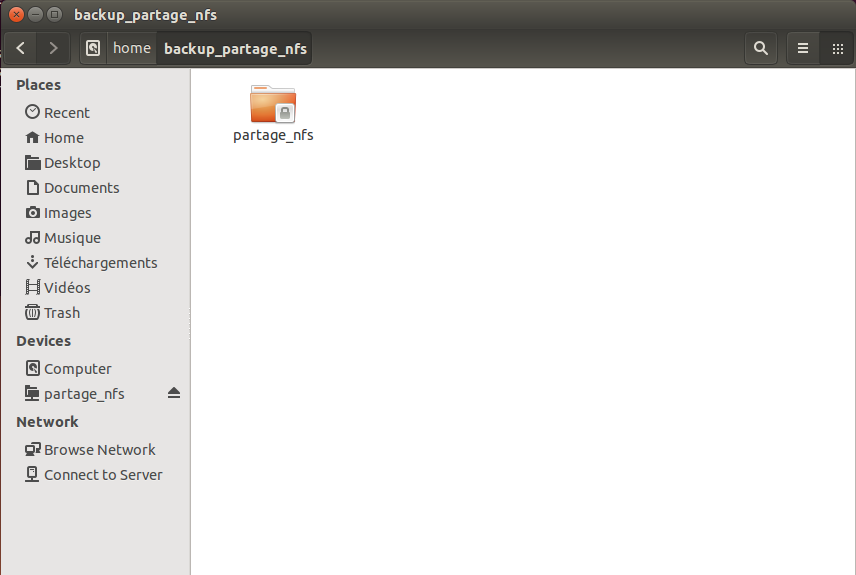 backup_partage_nfs
home
backup_partage_nfs
Places
Recent
Home
Desktop
Documents
Images
Musique
Téléchargements
Vidéos
Trash
Devices
Computer
partage_nfs
Network
Browse Network
Connect to Server
partage_nfs